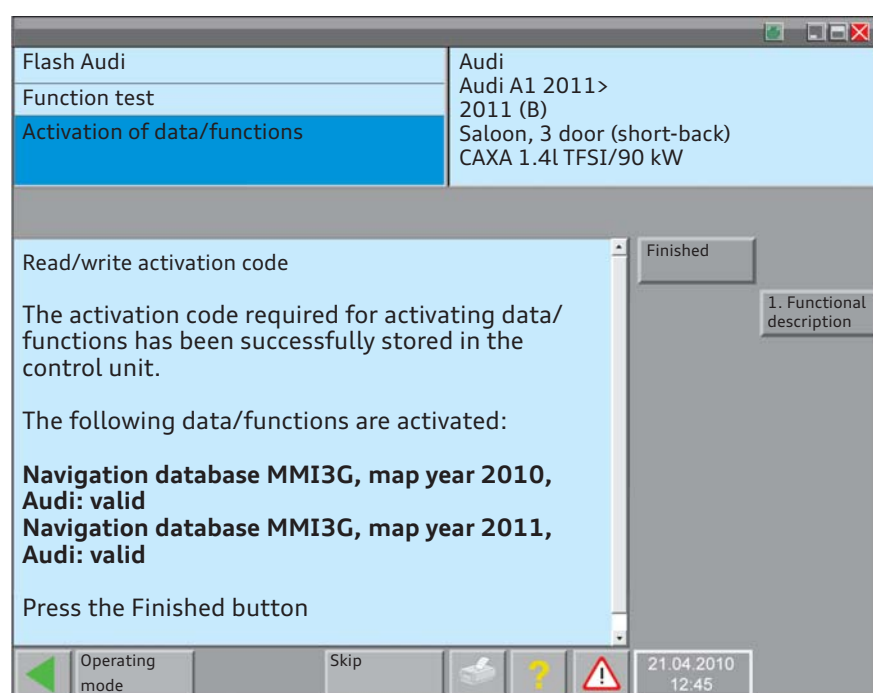 Flash Audi
Function test
Activation of data/functions
Audi
Audi A1 2011>
2011 (B)
Saloon, 3 door (short-back)
CAXA 1.4l TFSI/90 kW
Read/write activation code
The activation code required for activating data/
functions has been successfully stored in the
control unit.
The following data/functions are activated:
Navigation database MMI3G, map year 2010,
Audi: valid
Navigation database MMI3G, map year 2011,
Audi: valid
Press the Finished button
Finished
1. Functional
description
Operating
mode
Skip
?
!
21.04.2010
12:45